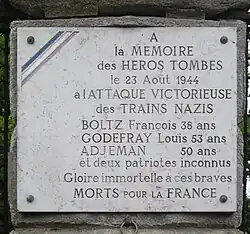 A
la MEMOIRE
des HEROS TOMBES
le 23 Août 1944
à l'ATTAQUE VICTORIEUSE
des TRAINS NAZIS
BOLTZ François 38 ans
GODEFRAY Louis 53 ans
ADJEMAN 50 ans
et deux patriotes inconnus
Gloire immortelle à ces braves
MORTS POUR la FRANCE